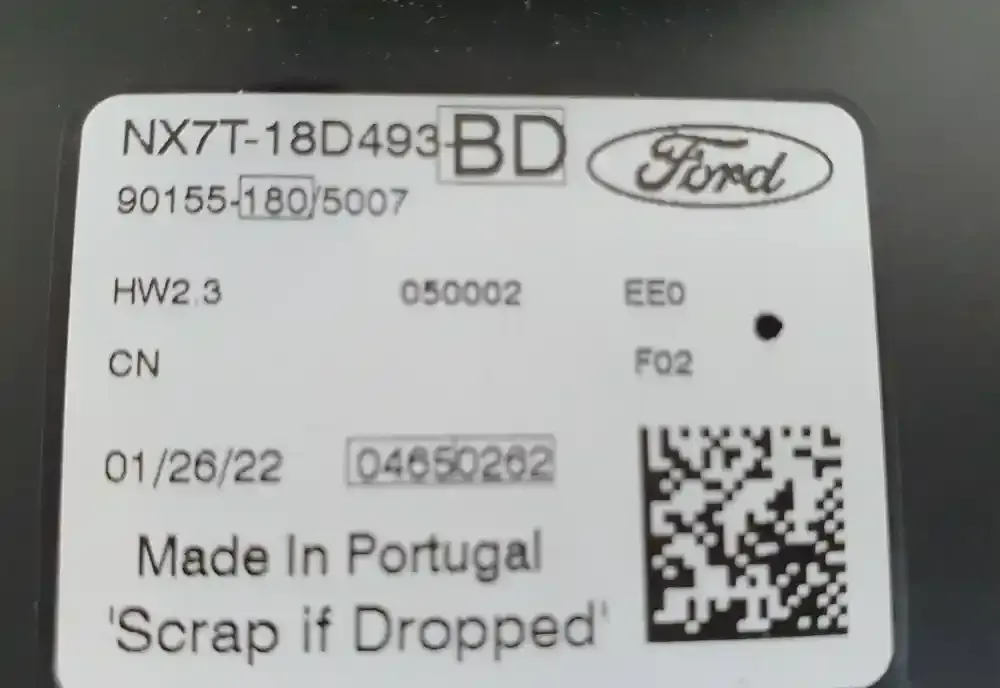 NX7T-18D493-BD Ford
90155-180/5007
HW2.3 050002 EE0
CN F02
01/26/22 04650262
Made In Portugal
'Scrap if Dropped'